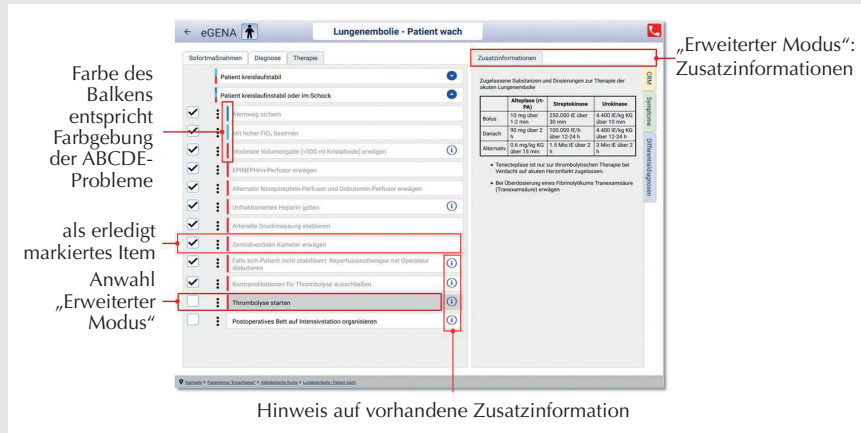 ← eGENA Lungenembolie - Patient wach
Sofortmaßnahmen Diagnose Therapie
Patient kreislaufstabil
Patient kreislaufinstabil oder im Schock
Atemweg sichern
Mit hoher FiO₂ beatmen
Moderate Volumengabe (<500 ml Kristalloide) erwägen
EPINEPHrin-Perfusor erwägen
Alternativ Norepinephrin-Perfusor und Dobutamin-Perfusor erwägen
Unfraktioniertes Heparin geben
Arterielle Druckmessung etablieren
Zentralvenösen Katheter erwägen
Falls sich Patient nicht stabilisiert: Reperfusionstherapie mit Operateur
diskutieren
Kontraindikationen für Thrombolyse ausschließen
Thrombolyse starten
Postoperatives Bett auf Intensivstation organisieren
Zusatzinformationen
Zugelassene Substanzen und Dosierungen zur Therapie der
akuten Lungenembolie
Alteplase (rt-
PA) Streptokinase Urokinase
Bolus 10 mg über
1-2 min 250.000 IE über
30 min 4.400 IE/kg KG
über 10 min
Danach 90 mg über 2
h 100.000 IE/h
über 12-24 h 4.400 IE/kg KG
über 12-24 h
Alternativ 0.6 mg/kg KG
über 15 min 1.5 Mio IE über 2
h 3 Mio IE über 2
h
• Tenecteplase ist nur zur thrombolytischen Therapie bei
Verdacht auf akuten Herzinfarkt zugelassen.
• Bei Überdosierung eines Fibrinolytikums Tranexamsäure
(Tranexamsäure) erwägen
CRM
Symptome
Differentialdiagnosen
Startseite • Patientenfall "Erwachsener" • Alphabetische Suche • Lungenembolie - Patient wach
Farbe des
Balkens
entspricht
Farbgebung
der ABCDE-
Probleme
als erledigt
markiertes Item
Anwahl
„Erweiterter
Modus“
„Erweiterter Modus“:
Zusatzinformationen
Hinweis auf vorhandene Zusatzinformation